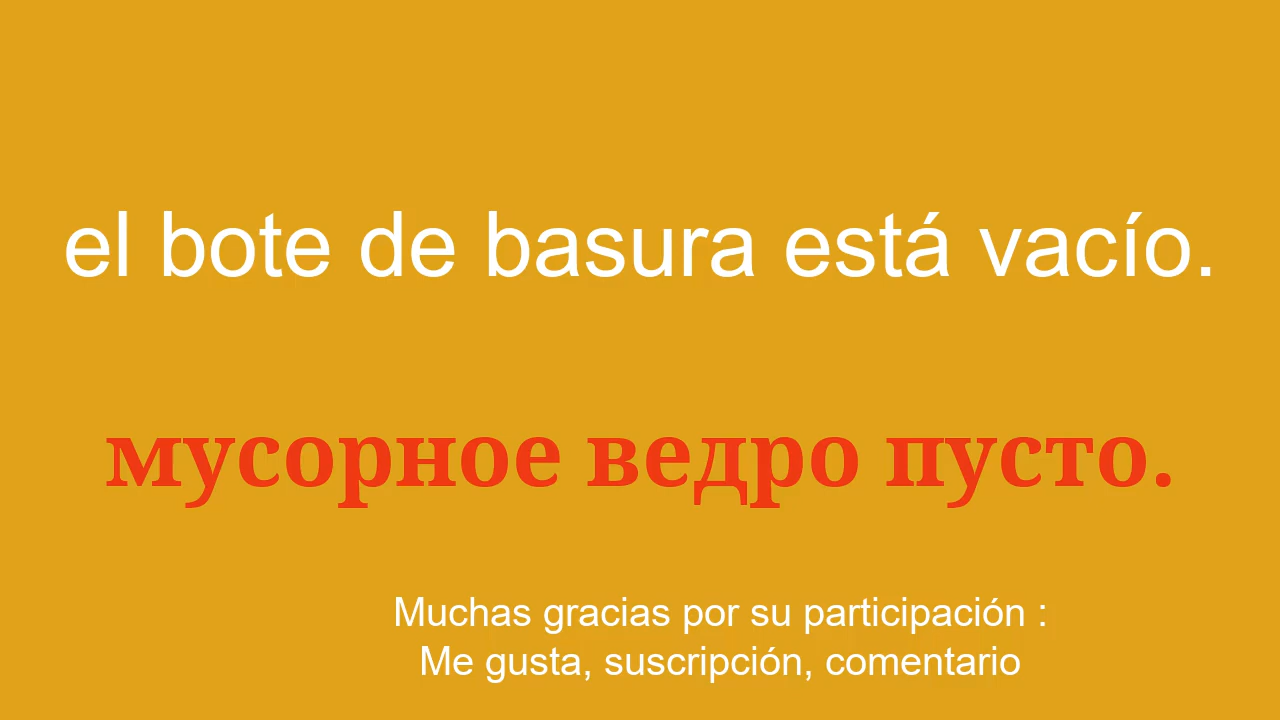 el bote de basura está vacío.
мусорное ведро пусто.
Muchas gracias por su participación :
Me gusta, suscripción, comentario